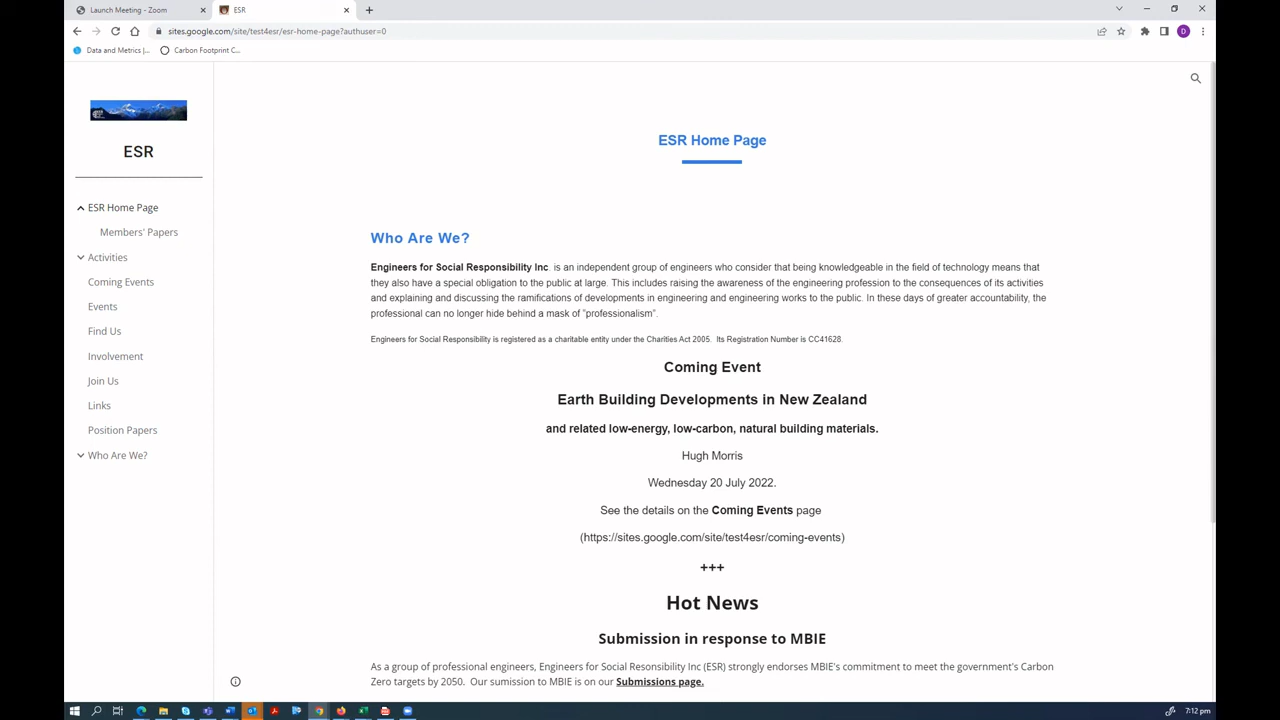 Launch Meeting - Zoom
ESR
sites.google.com/site/test4esr/esr-home-page?authuser=0
Data and Metrics |...
Carbon Footprint C...
D
ESR
ESR Home Page
Members' Papers
Activities
Coming Events
Events
Find Us
Involvement
Join Us
Links
Position Papers
Who Are We?
ESR Home Page
Who Are We?
Engineers for Social Responsibility Inc is an independent group of engineers who consider that being knowledgeable in the field of technology means that
they also have a special obligation to the public at large. This includes raising the awareness of the engineering profession to the consequences of its activities
and explaining and discussing the ramifications of developments in engineering and engineering works to the public. In these days of greater accountability, the
professional can no longer hide behind a mask of "professionalism".
Engineers for Social Responsibility is registered as a charitable entity under the Charities Act 2005. Its Registration Number is CC41628.
Coming Event
Earth Building Developments in New Zealand
and related low-energy, low-carbon, natural building materials.
Hugh Morris
Wednesday 20 July 2022.
See the details on the Coming Events page
(https://sites.google.com/site/test4esr/coming-events)
+++
Hot News
Submission in response to MBIE
As a group of professional engineers, Engineers for Social Resonsibility Inc (ESR) strongly endorses MBIE's commitment to meet the government's Carbon
Zero targets by 2050. Our sumission to MBIE is on our Submissions page.
7:12 pm